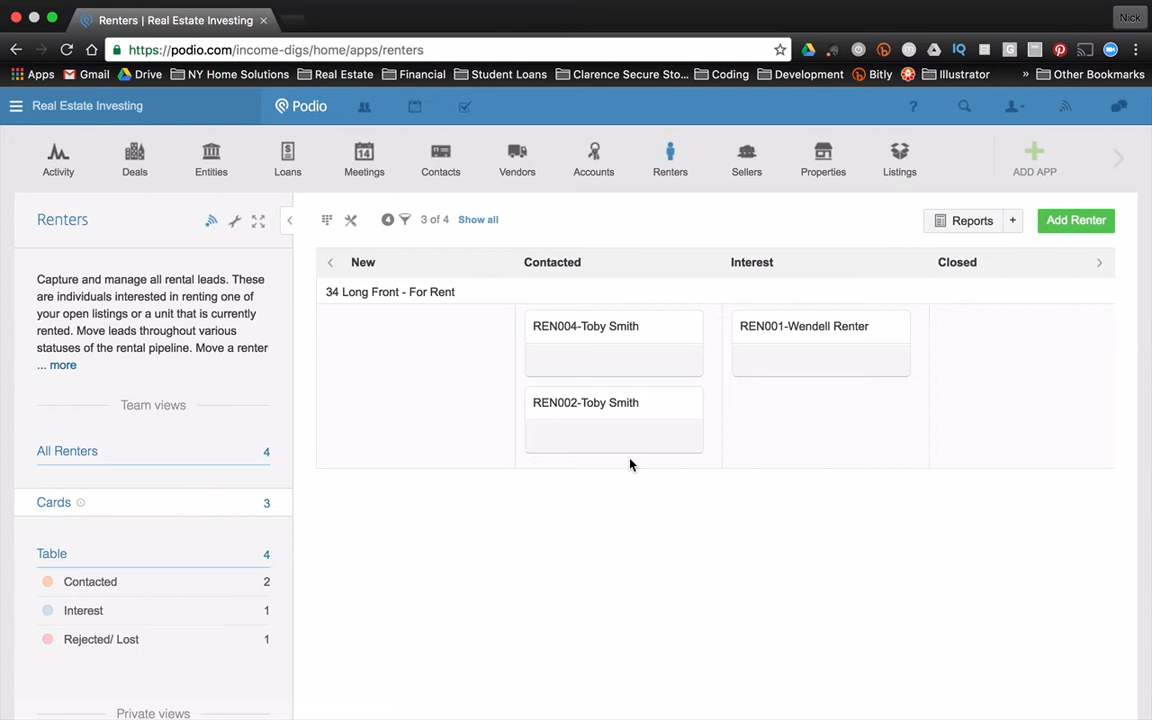 Renters | Real Estate Investing
Nick
https://podio.com/income-digs/home/apps/renters
Apps Gmail Drive NY Home Solutions Real Estate Financial Student Loans Clarence Secure Sto... Coding Development Bitly Illustrator » Other Bookmarks
Real Estate Investing Podio
Activity Deals Entities Loans Meetings Contacts Vendors Accounts Renters Sellers Properties Listings ADD APP
Renters
4 3 of 4 Show all Reports + Add Renter
New Contacted Interest Closed
34 Long Front - For Rent
REN004-Toby Smith REN001-Wendell Renter
REN002-Toby Smith
Capture and manage all rental leads. These
are individuals interested in renting one of
your open listings or a unit that is currently
rented. Move leads throughout various
statuses of the rental pipeline. Move a renter
... more
Team views
All Renters 4
Cards 3
Table 4
Contacted 2
Interest 1
Rejected/ Lost 1
Private views